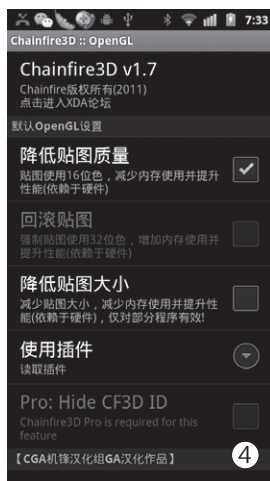 7:33
Chainfire3D :: OpenGL
Chainfire3D v1.7
Chainfire版权所有(2011)
点击进入XDA论坛
默认OpenGL设置
降低贴图质量
贴图使用16位色，减少内存使用并提升
性能(依赖于硬件)
回滚贴图
强制贴图使用32位色，增加内存使用并
提升性能(依赖于硬件)
降低贴图大小
减少贴图大小，减少内存使用并提升性
能(依赖于硬件)，仅对部分程序有效!
使用插件
读取插件
Pro: Hide CF3D ID
Chainfire3D Pro is required for this
feature
【CGA机锋汉化组GA汉化作品】
4